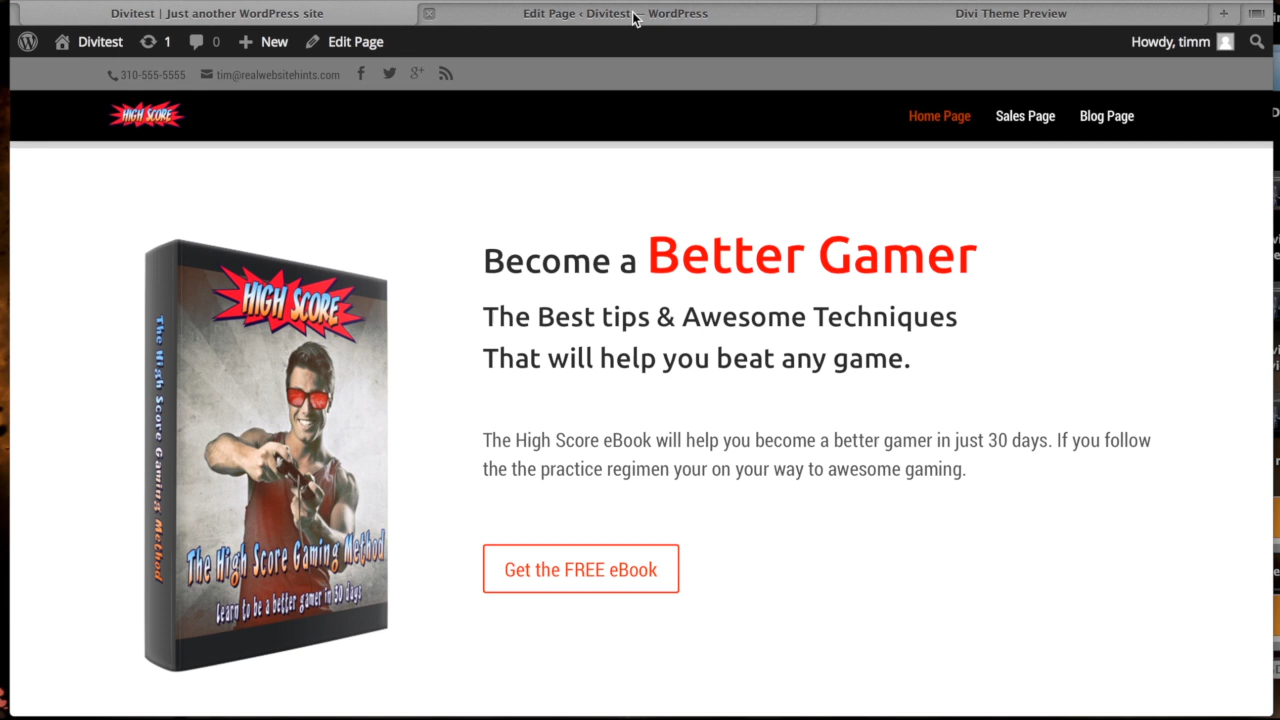 Divitest | Just another WordPress site
Edit Page ‹ Divitest — WordPress
Divi Theme Preview
Divitest
1
0
New
Edit Page
Howdy, timm
310-555-5555
tim@realwebsitehints.com
HIGH SCORE
Home Page
Sales Page
Blog Page
Become a Better Gamer
The Best tips & Awesome Techniques
That will help you beat any game.
The High Score eBook will help you become a better gamer in just 30 days. If you follow
the the practice regimen your on your way to awesome gaming.
Get the FREE eBook
HIGH SCORE
The High Score Gaming Method
The High Score Gaming Method
Learn to be a better gamer in 30 days